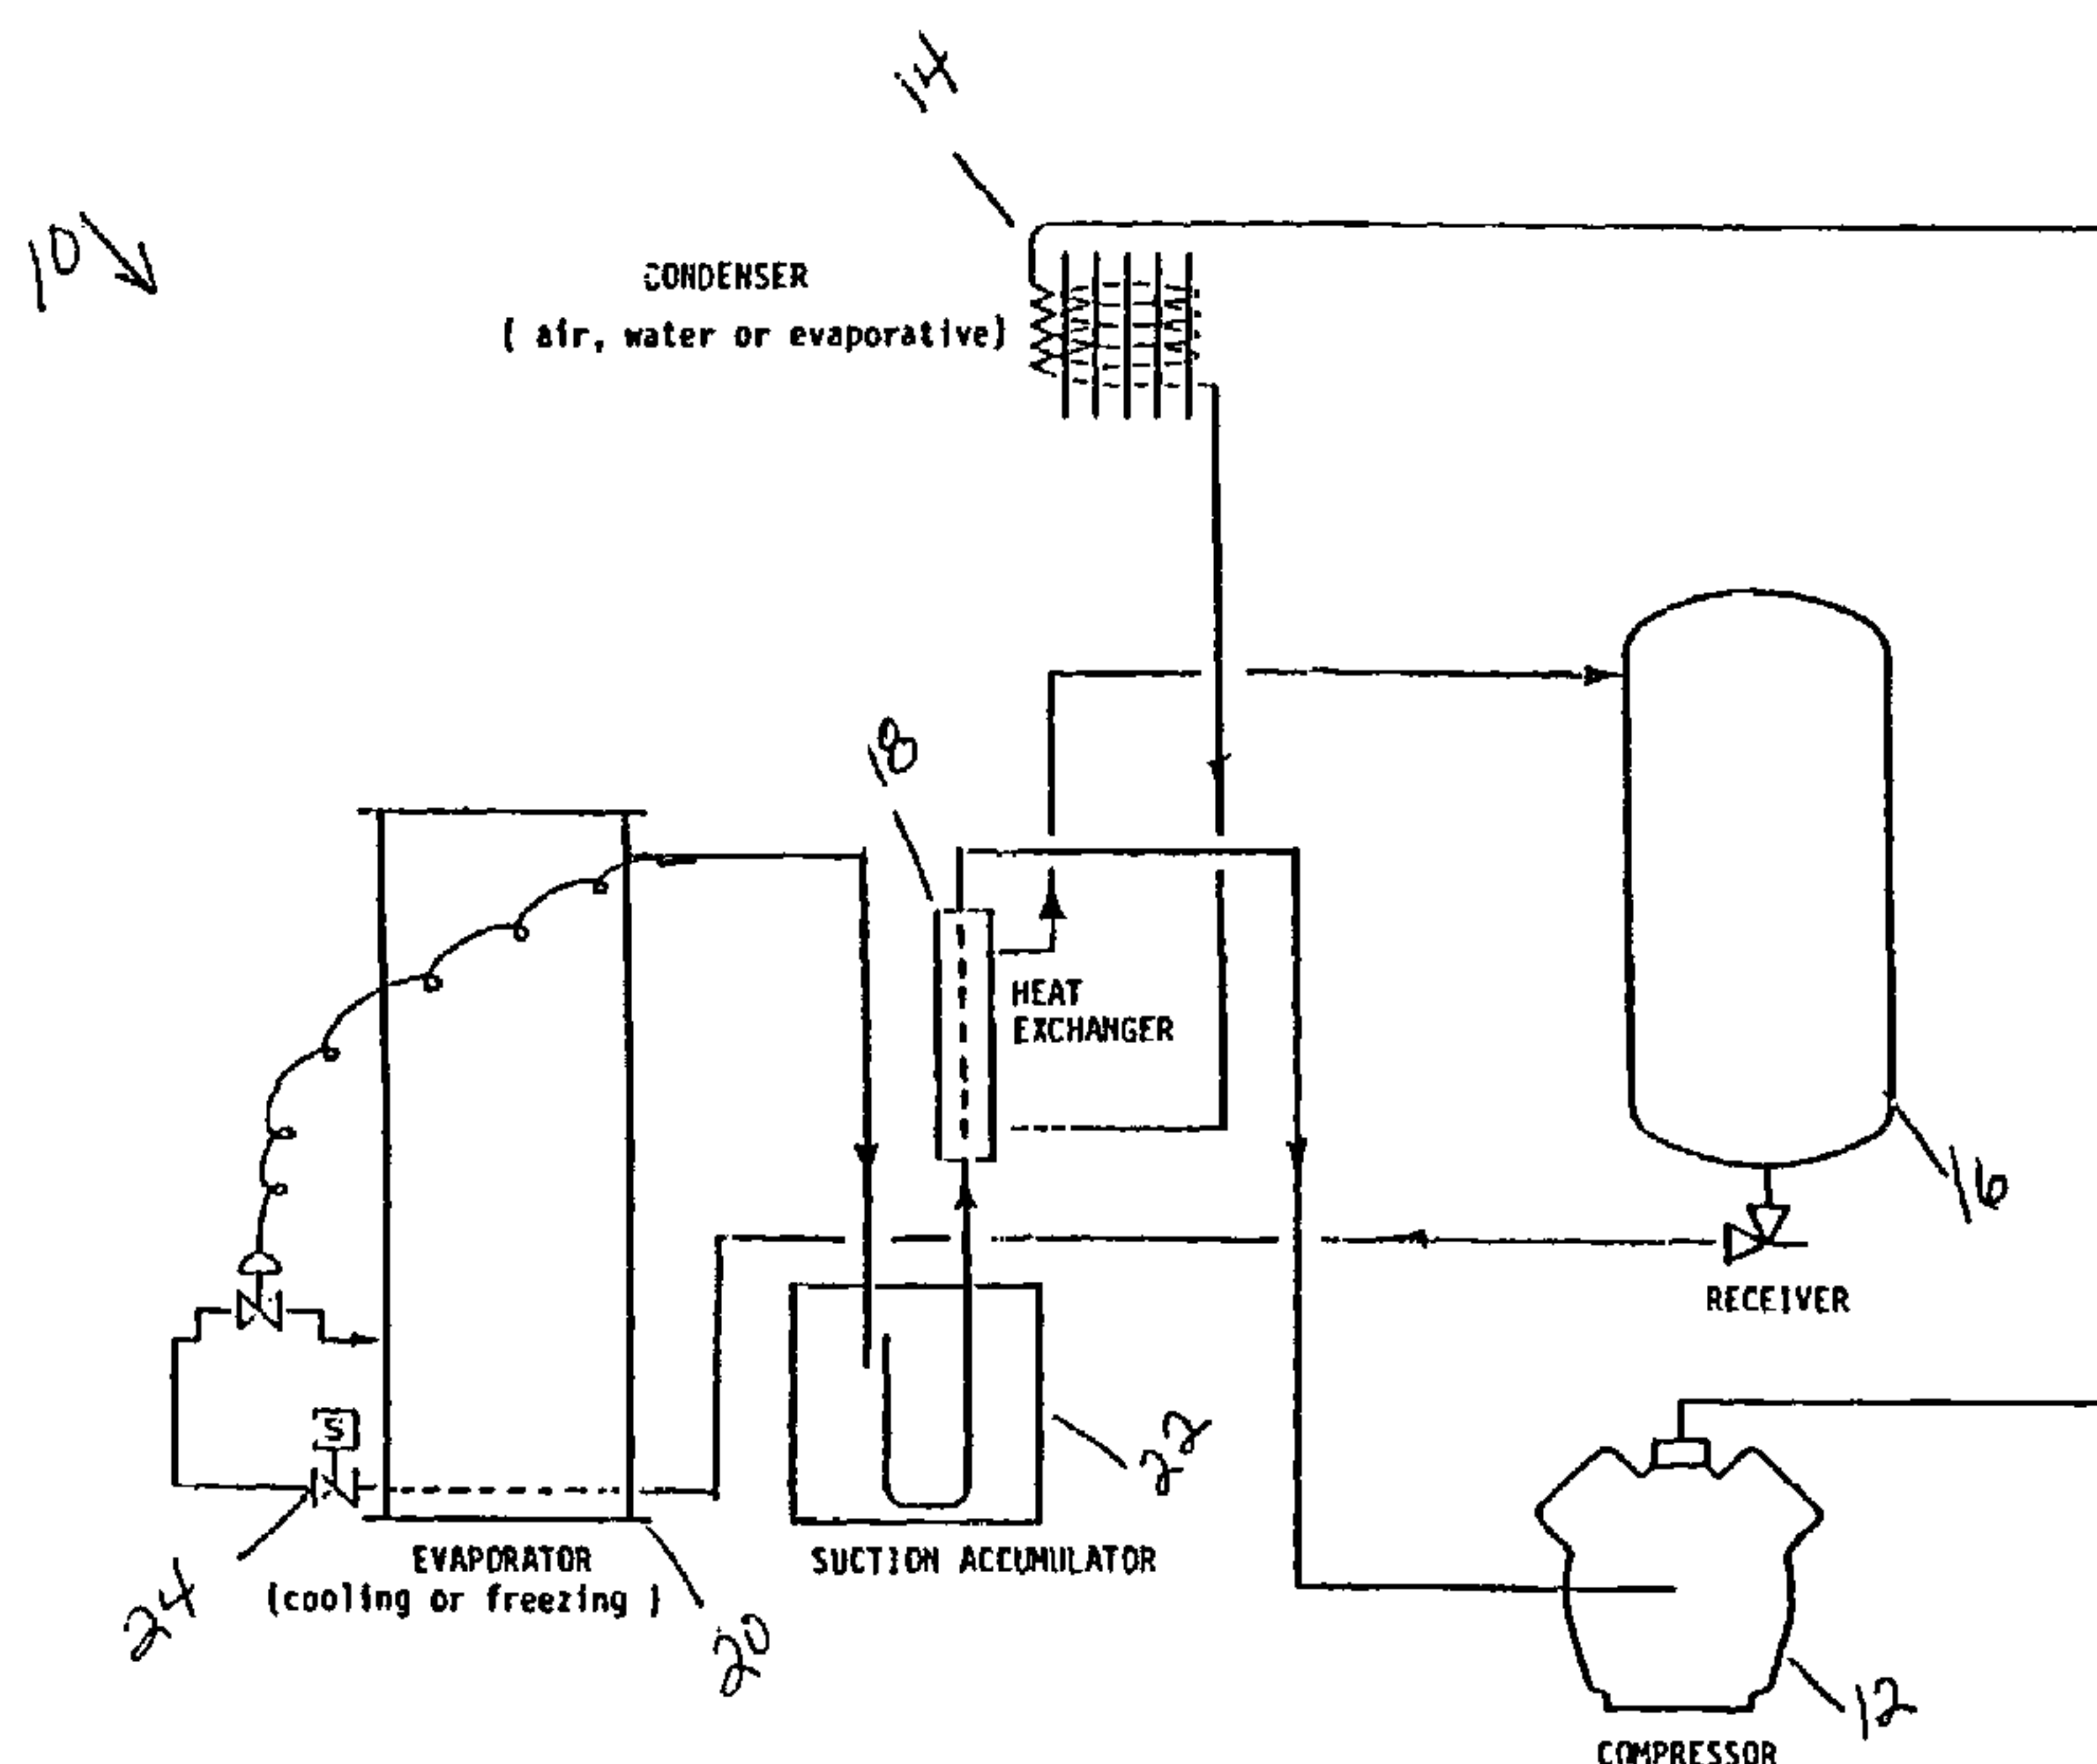 14
10
CONDENSER
( air, water or evaporative)
18
HEAT
EXCHANGER
16
RECEIVER
S
22
EVAPORATOR
(cooling or freezing )
SUCTION ACCUMULATOR
24
20
12
COMPRESSOR